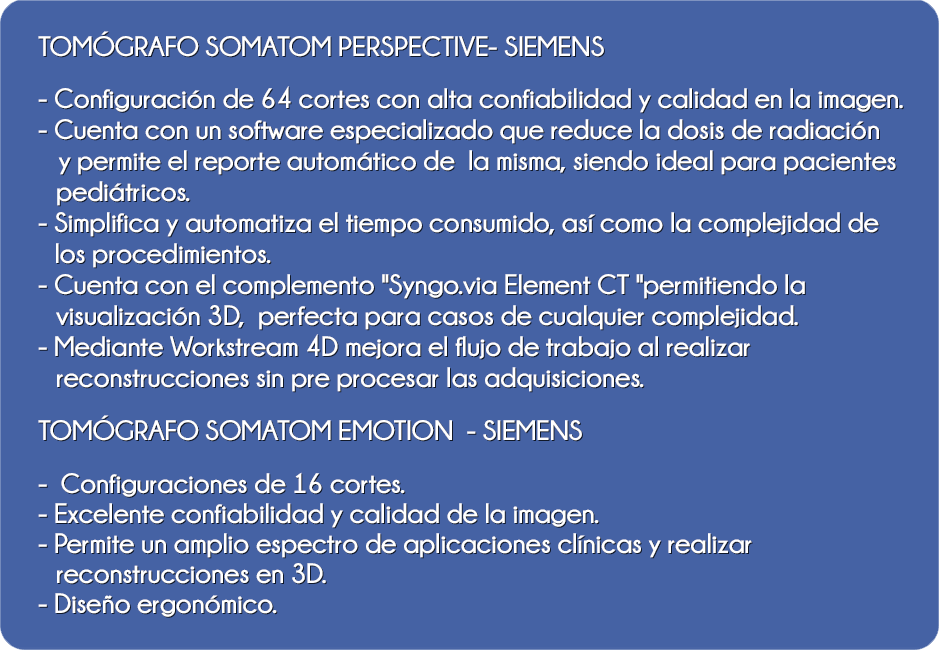 TOMÓGRAFO SOMATOM PERSPECTIVE- SIEMENS
- Configuración de 64 cortes con alta confiabilidad y calidad en la imagen.
- Cuenta con un software especializado que reduce la dosis de radiación
y permite el reporte automático de la misma, siendo ideal para pacientes
pediátricos.
- Simplifica y automatiza el tiempo consumido, así como la complejidad de
los procedimientos.
- Cuenta con el complemento "Syngo.via Element CT "permitiendo la
visualización 3D, perfecta para casos de cualquier complejidad.
- Mediante Workstream 4D mejora el flujo de trabajo al realizar
reconstrucciones sin pre procesar las adquisiciones.
TOMÓGRAFO SOMATOM EMOTION - SIEMENS
- Configuraciones de 16 cortes.
- Excelente confiabilidad y calidad de la imagen.
- Permite un amplio espectro de aplicaciones clínicas y realizar
reconstrucciones en 3D.
- Diseño ergonómico.